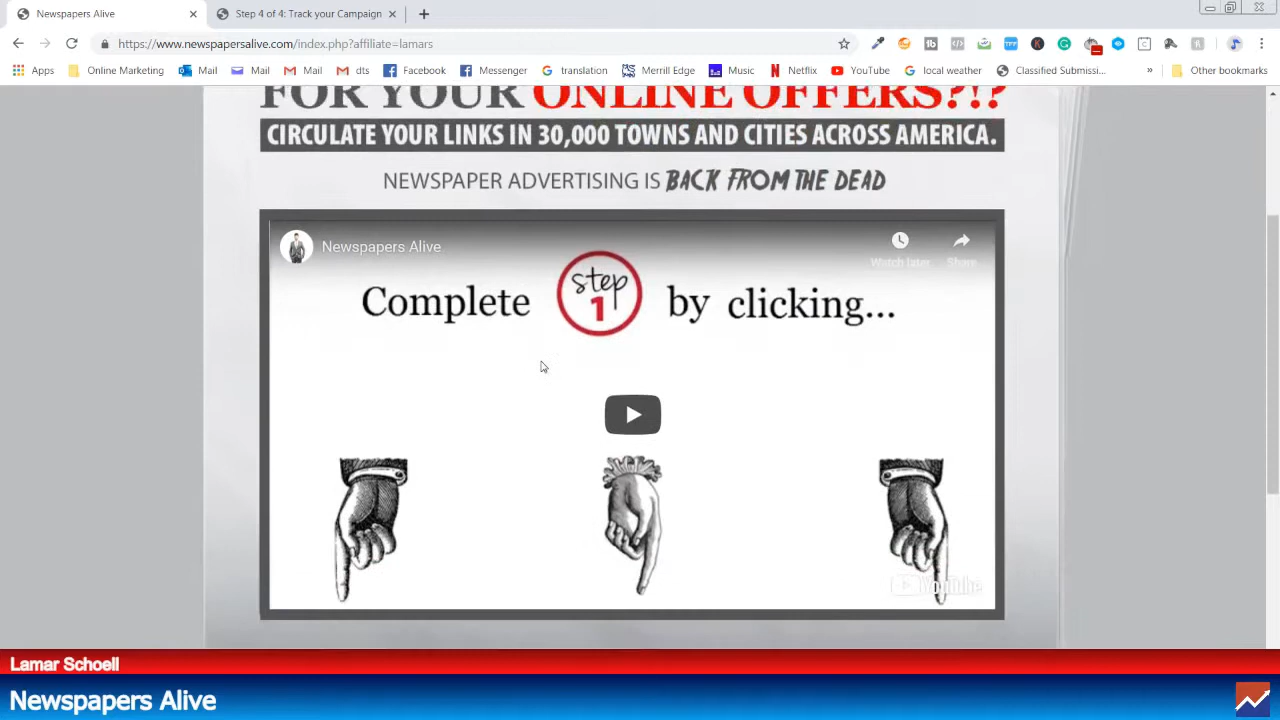 Newspapers Alive
Step 4 of 4: Track your Campaign
https://www.newspapersalive.com/index.php?affiliate=lamars
Apps Online Marketing Mail Mail Mail dts Facebook Messenger translation Merrill Edge Music Netflix YouTube local weather Classified Submissi... » Other bookmarks
FOR YOUR ONLINE OFFERS?!?
CIRCULATE YOUR LINKS IN 30,000 TOWNS AND CITIES ACROSS AMERICA.
NEWSPAPER ADVERTISING IS BACK FROM THE DEAD
Newspapers Alive
Watch later Share
Complete step 1 by clicking...
YouTube
Lamar Schoell
Newspapers Alive